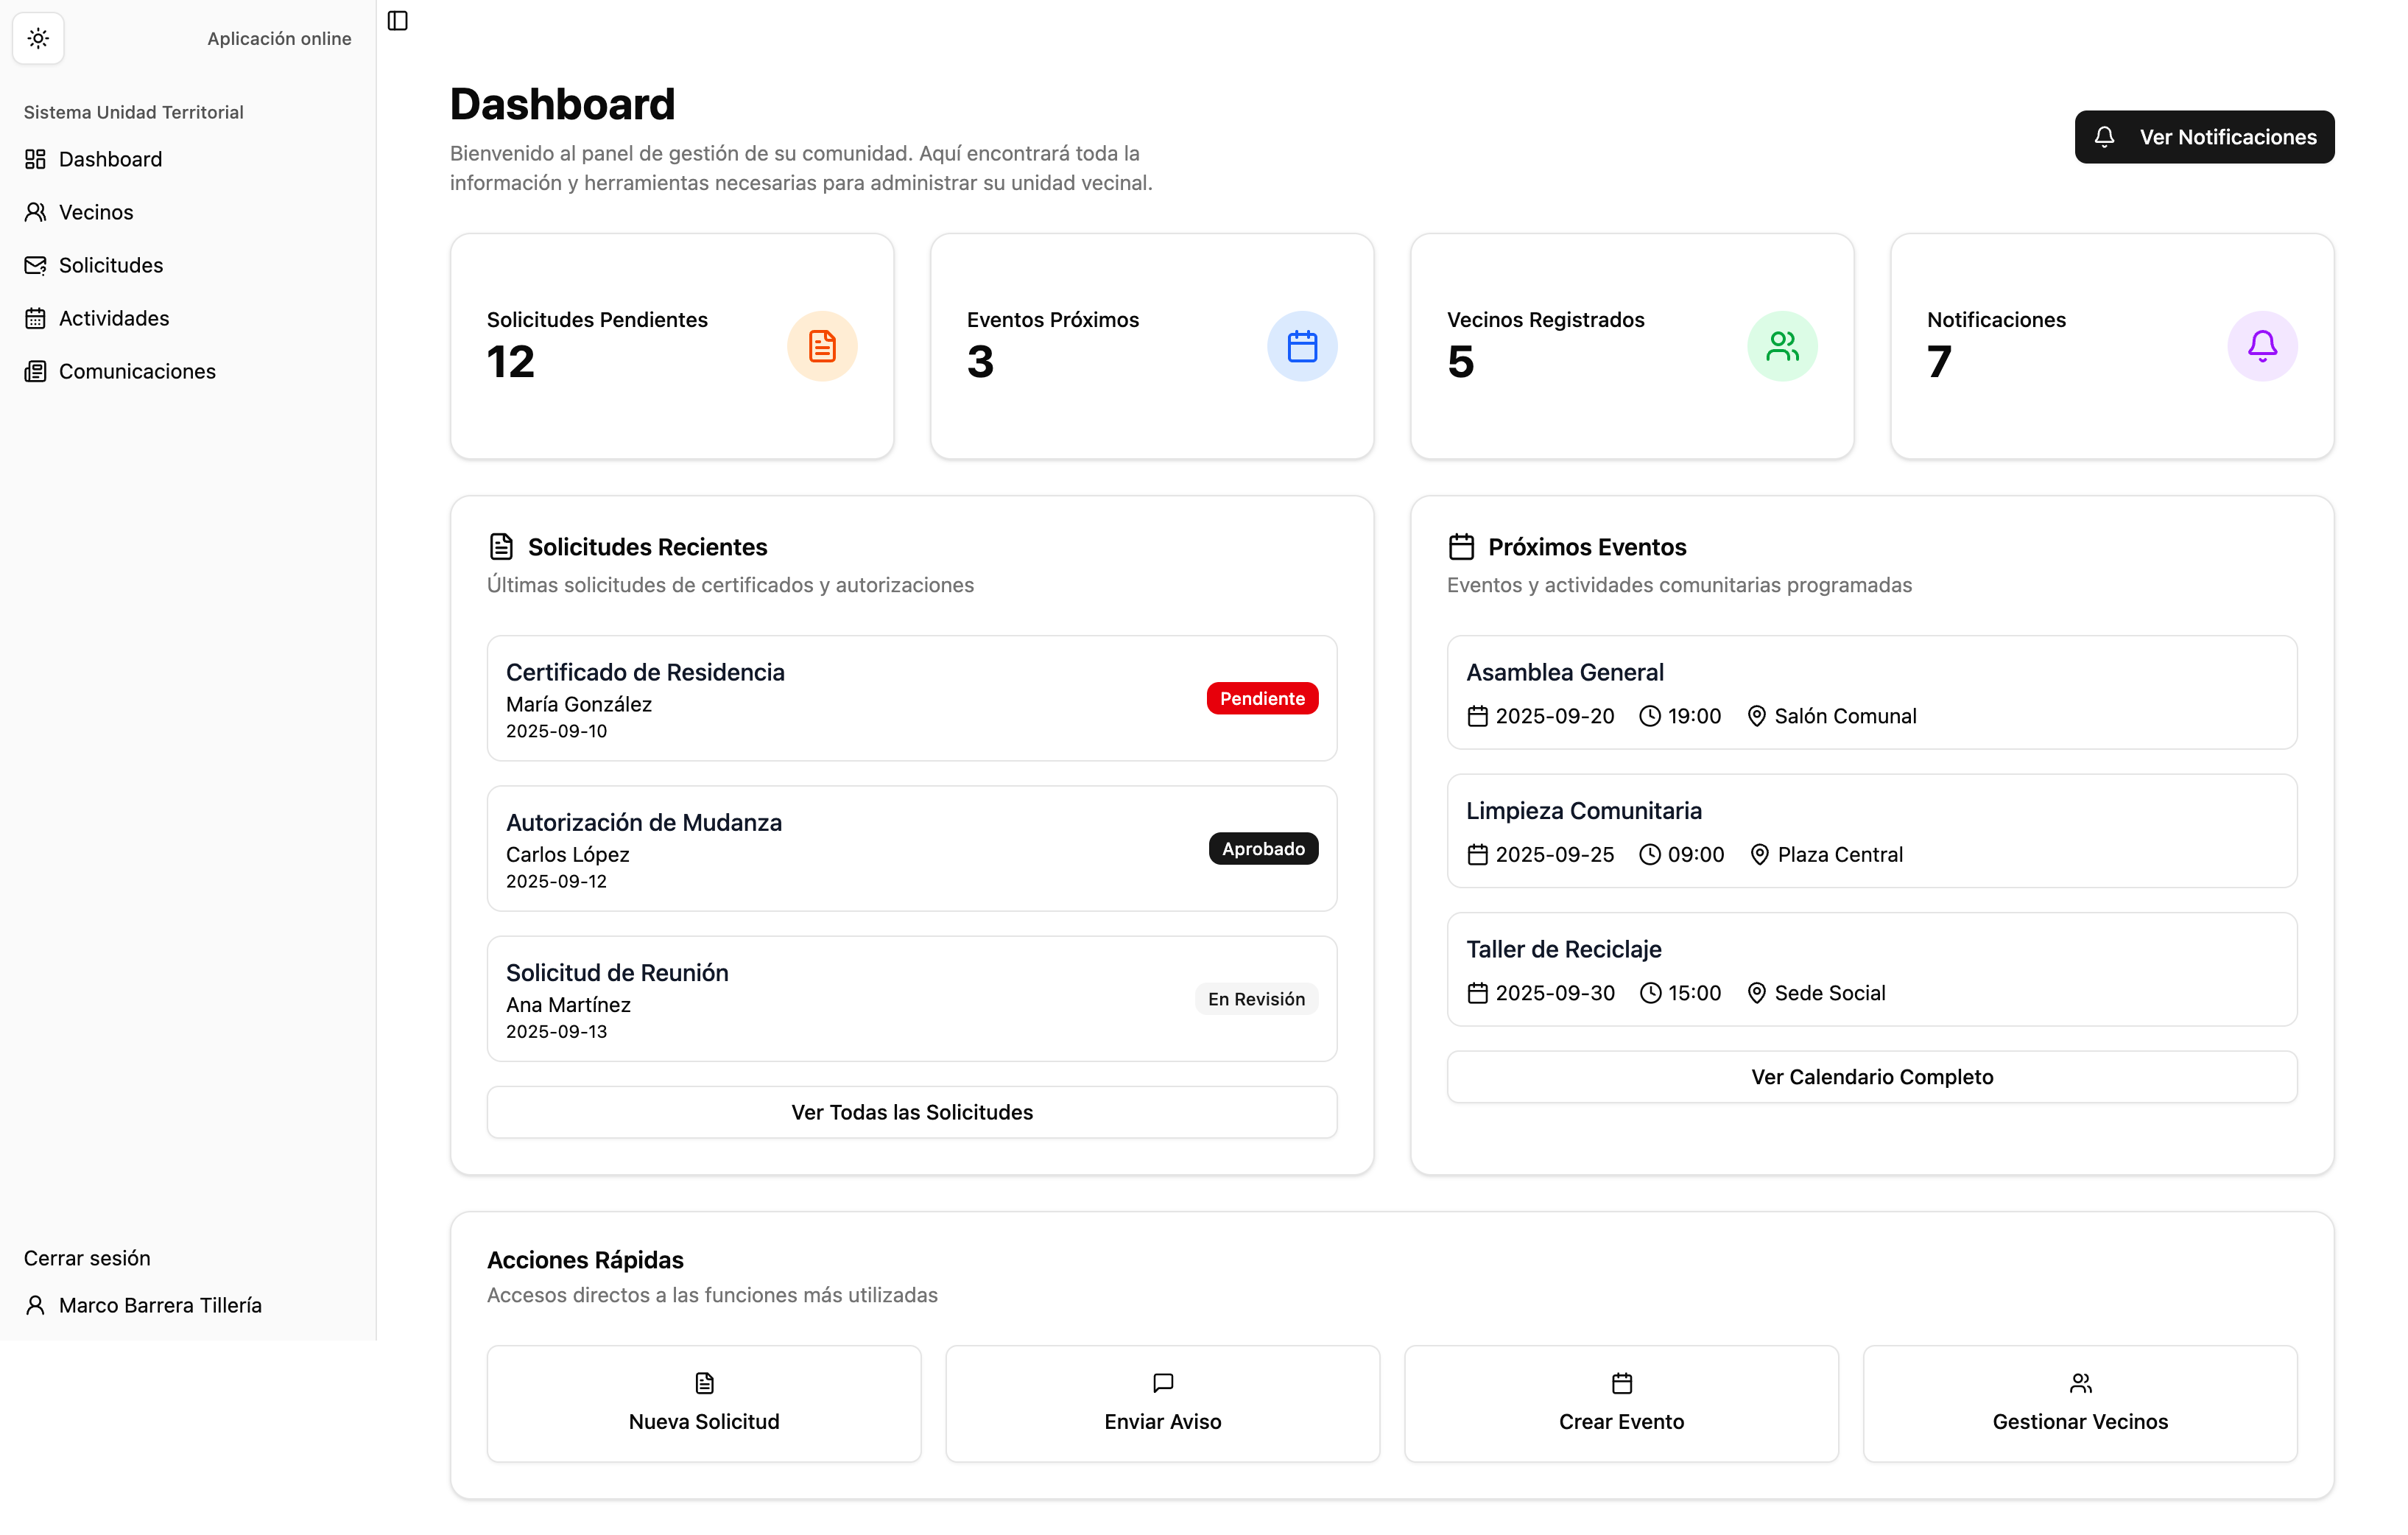 Aplicación online
Sistema Unidad Territorial
Dashboard
Vecinos
Solicitudes
Actividades
Comunicaciones
Cerrar sesión
Marco Barrera Tillería
Dashboard
Bienvenido al panel de gestión de su comunidad. Aquí encontrará toda la
información y herramientas necesarias para administrar su unidad vecinal.
Ver Notificaciones
Solicitudes Pendientes
12
Eventos Próximos
3
Vecinos Registrados
5
Notificaciones
7
Solicitudes Recientes
Últimas solicitudes de certificados y autorizaciones
Certificado de Residencia
María González
2025-09-10
Pendiente
Autorización de Mudanza
Carlos López
2025-09-12
Aprobado
Solicitud de Reunión
Ana Martínez
2025-09-13
En Revisión
Ver Todas las Solicitudes
Próximos Eventos
Eventos y actividades comunitarias programadas
Asamblea General
2025-09-20 19:00 Salón Comunal
Limpieza Comunitaria
2025-09-25 09:00 Plaza Central
Taller de Reciclaje
2025-09-30 15:00 Sede Social
Ver Calendario Completo
Acciones Rápidas
Accesos directos a las funciones más utilizadas
Nueva Solicitud
Enviar Aviso
Crear Evento
Gestionar Vecinos